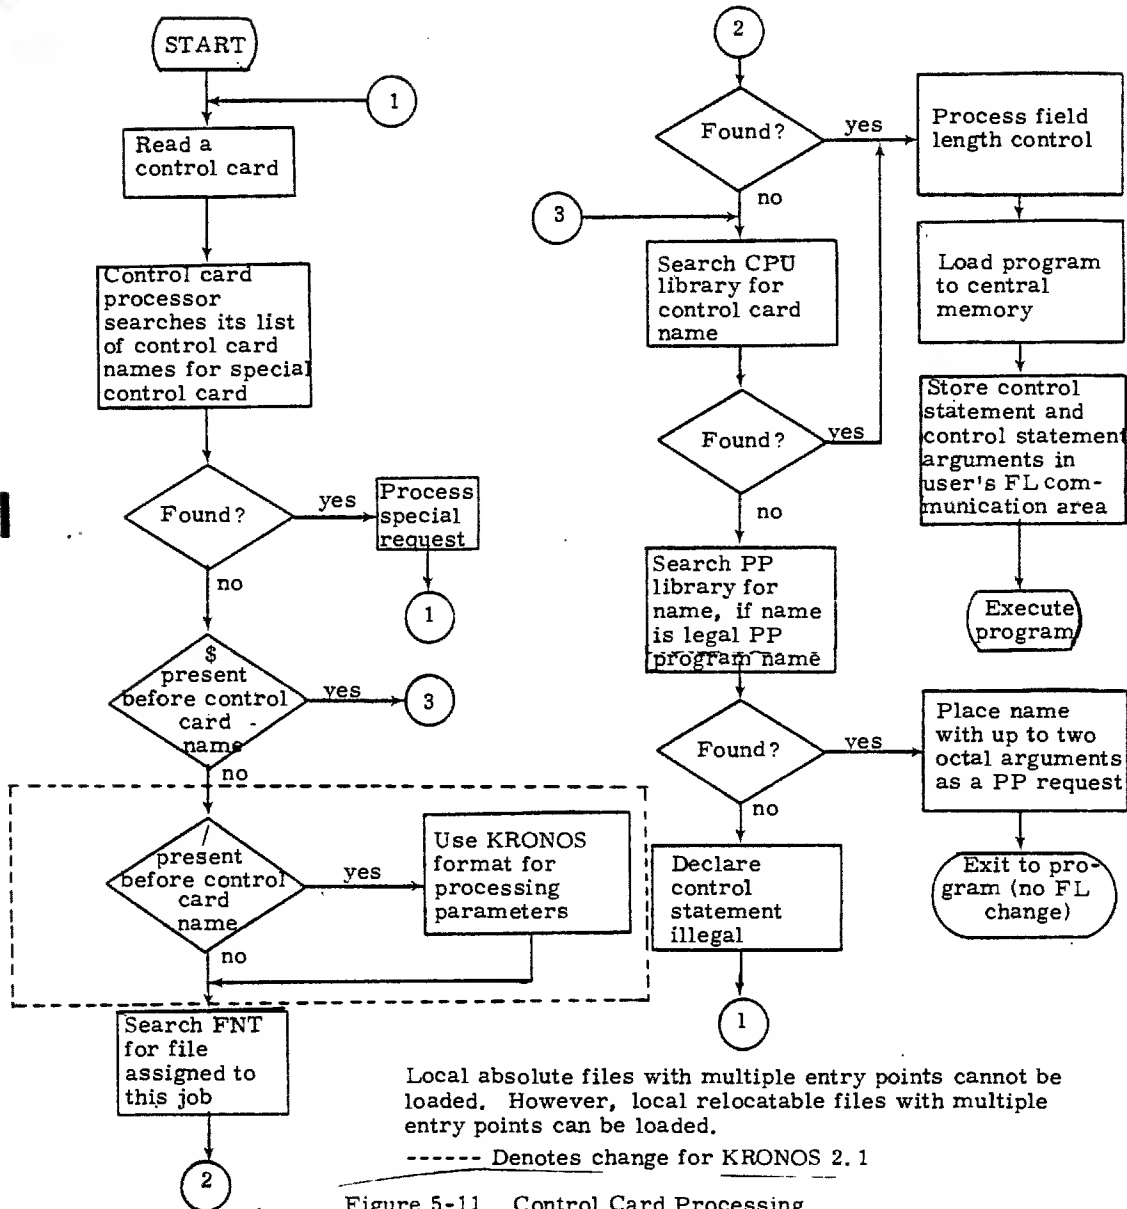 START
1
Read a
control card
Control card
processor
searches its list
of control card
names for special
control card
Found?
yes
Process
special
request
1
no
$
present
before control
card
name
yes
3
no
/
present
before control
card
name
yes
Use KRONOS
format for
processing
parameters
no
Search FNT
for file
assigned to
this job
2
2
Found?
yes
Process field
length control
no
3
Search CPU
library for
control card
name
Load program
to central
memory
Found?
yes
Store control
statement and
control statement
arguments in
user's FL com-
munication area
no
Execute
program
Search PP
library for
name, if name
is legal PP
program name
Found?
yes
Place name
with up to two
octal arguments
as a PP request
no
Declare
control
statement
illegal
Exit to pro-
gram (no FL
change)
1
Local absolute files with multiple entry points cannot be
loaded. However, local relocatable files with multiple
entry points can be loaded.
------ Denotes change for KRONOS 2.1
Figure 5-11 Control Card Processing